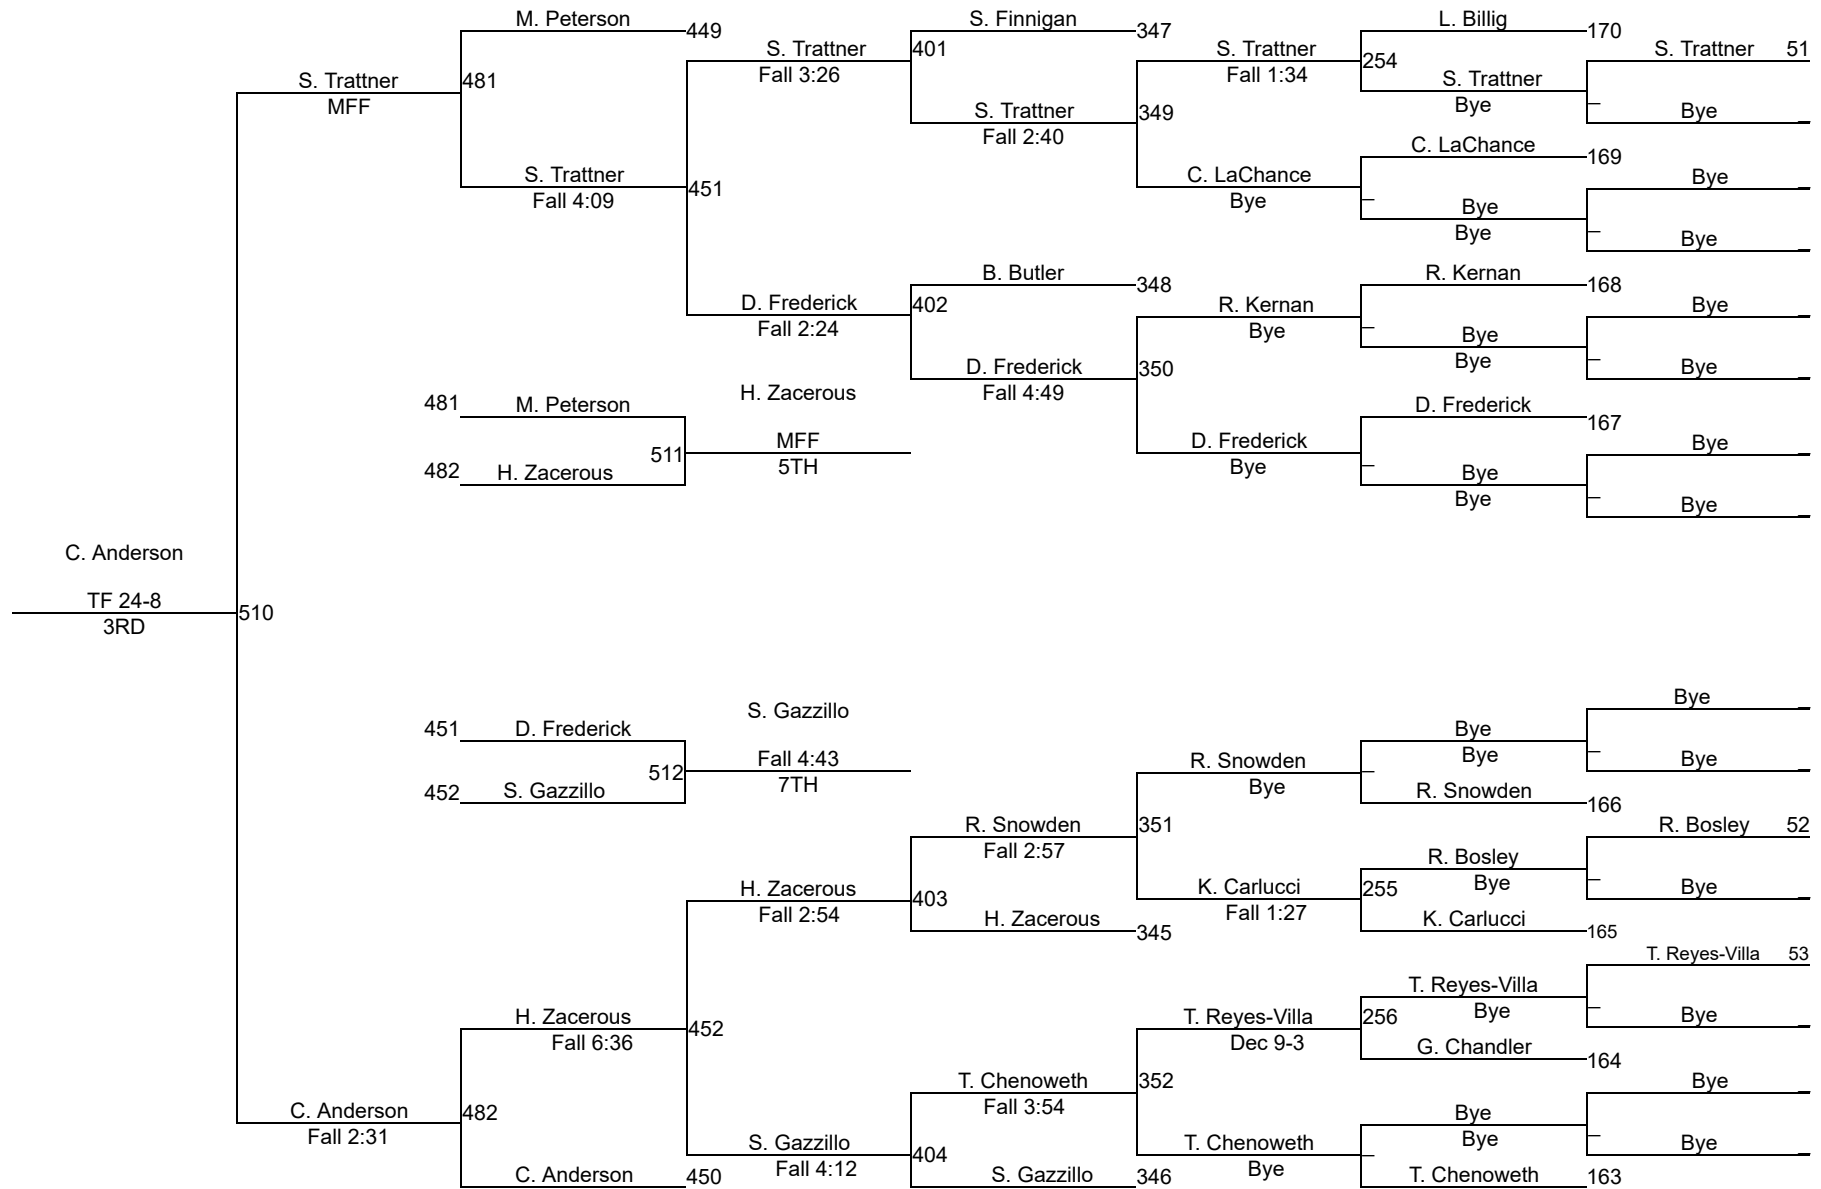 M. Peterson
449
S. Finnigan
347
L. Billig
170
S. Trattner
Fall 3:26
401
S. Trattner
Fall 1:34
254
S. Trattner 51
S. Trattner
MFF
481
S. Trattner
Bye
S. Trattner
Fall 2:40
349
Bye
C. LaChance
169
S. Trattner
Fall 4:09
451
C. LaChance
Bye
Bye
Bye
Bye
Bye
B. Butler
348
R. Kernan
168
D. Frederick
Fall 2:24
402
R. Kernan
Bye
Bye
Bye
Bye
D. Frederick
Fall 4:49
350
Bye
H. Zacerous
481 M. Peterson
D. Frederick
167
511
MFF
5TH
D. Frederick
Bye
Bye
482 H. Zacerous
Bye
Bye
Bye
C. Anderson
TF 24-8
3RD
510
Bye
S. Gazzillo
451 D. Frederick
Bye
Bye
512
Fall 4:43
7TH
R. Snowden
Bye
Bye
452 S. Gazzillo
R. Snowden
166
R. Snowden
Fall 2:57
351
R. Bosley 52
R. Bosley
Bye
H. Zacerous
Fall 2:54
403
K. Carlucci
Fall 1:27
255
Bye
H. Zacerous
345
K. Carlucci
165
T. Reyes-Villa 53
T. Reyes-Villa
Bye
H. Zacerous
Fall 6:36
452
T. Reyes-Villa
Dec 9-3
256
Bye
G. Chandler
164
T. Chenoweth
Fall 3:54
352
Bye
C. Anderson
Fall 2:31
482
Bye
Bye
S. Gazzillo
Fall 4:12
404
T. Chenoweth
Bye
Bye
C. Anderson
450
S. Gazzillo
346
T. Chenoweth
163